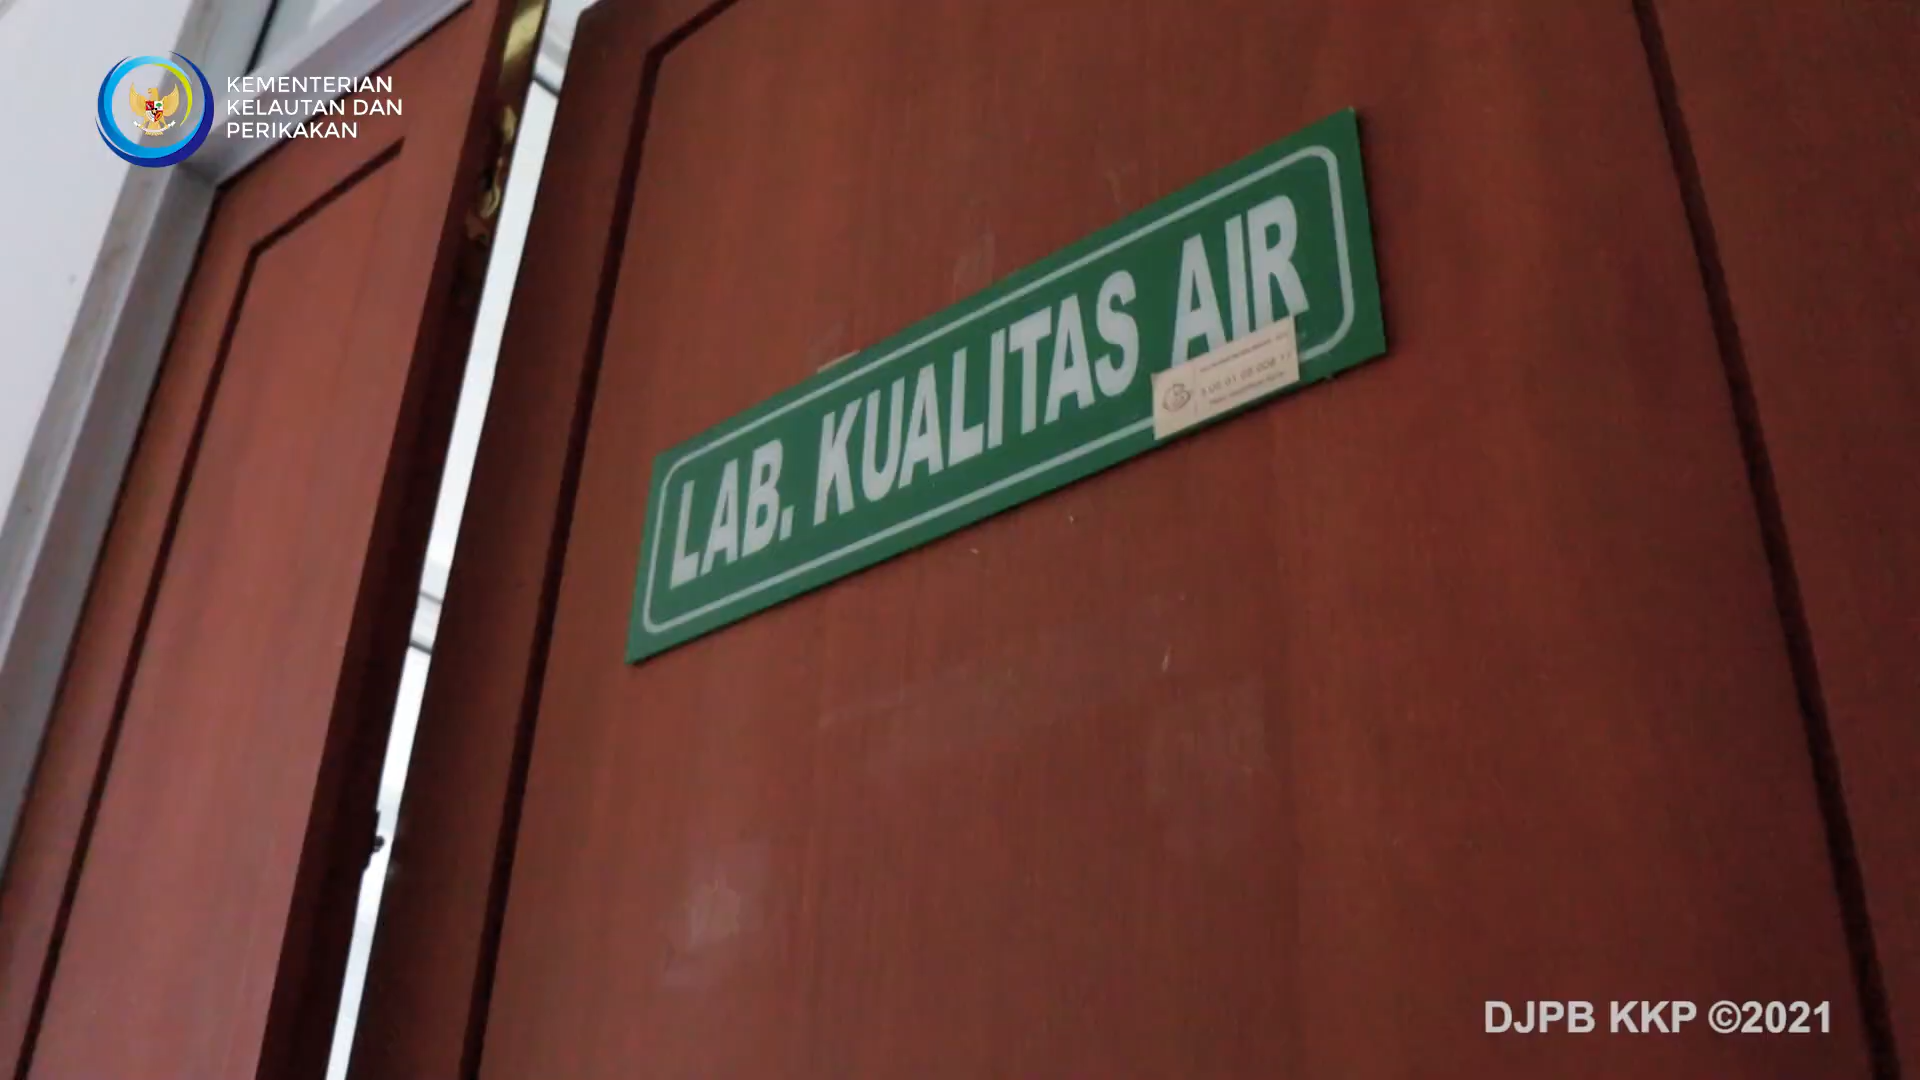 KEMENTERIAN
KELAUTAN DAN
PERIKAKAN
LAB. KUALITAS AIR
DJPB KKP ©2021